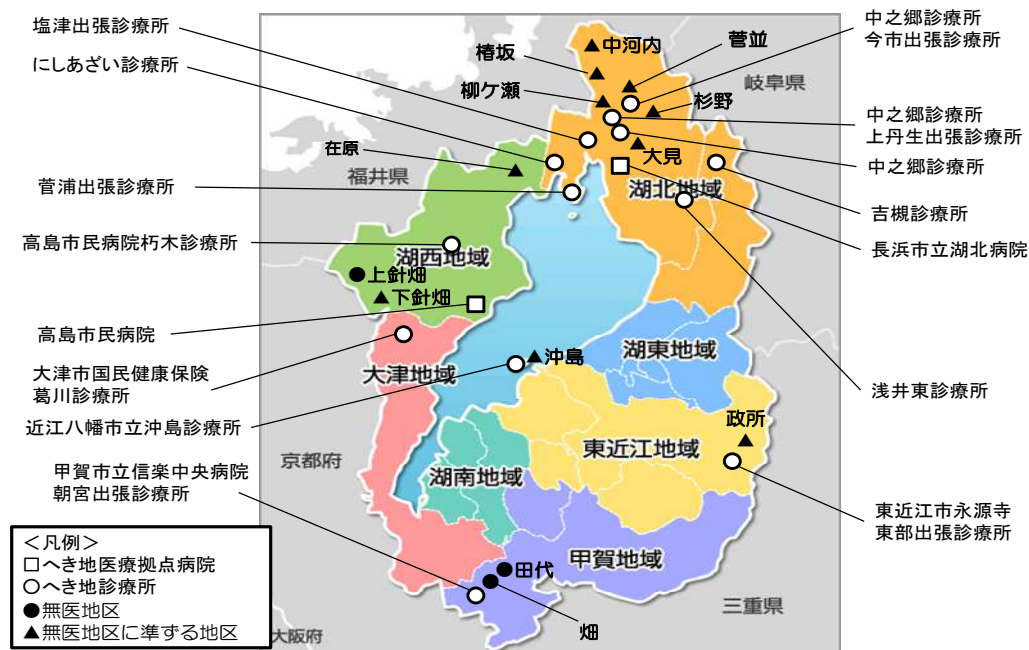 塩津出張診療所
にしあざい診療所
菅浦出張診療所
高島市民病院朽木診療所
高島市民病院
大津市国民健康保険
葛川診療所
近江八幡市立沖島診療所
甲賀市立信楽中央病院
朝宮出張診療所
中河内
椿坂
菅並
柳ケ瀬
杉野
大見
在原
福井県
岐阜県
湖北地域
湖西地域
上針畑
下針畑
大津地域
沖島
湖東地域
政所
東近江地域
京都府
湖南地域
甲賀地域
田代
畑
三重県
大阪府
中之郷診療所
今市出張診療所
中之郷診療所
上丹生出張診療所
中之郷診療所
吉槻診療所
長浜市立湖北病院
浅井東診療所
東近江市永源寺
東部出張診療所
＜凡例＞
□へき地医療拠点病院
○へき地診療所
●無医地区
▲無医地区に準ずる地区